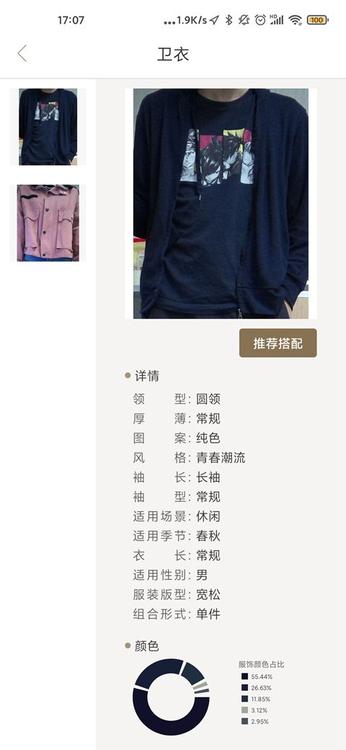 17:07
...1.9K/s
HD
100
卫衣
推荐搭配
详情
领型: 圆领
厚薄: 常规
图案: 纯色
风格: 青春潮流
袖长: 长袖
袖型: 常规
适用场景: 休闲
适用季节: 春秋
衣长: 常规
适用性别: 男
服装版型: 宽松
组合形式: 单件
颜色
服饰颜色占比
55.44%
26.63%
11.85%
3.12%
2.95%